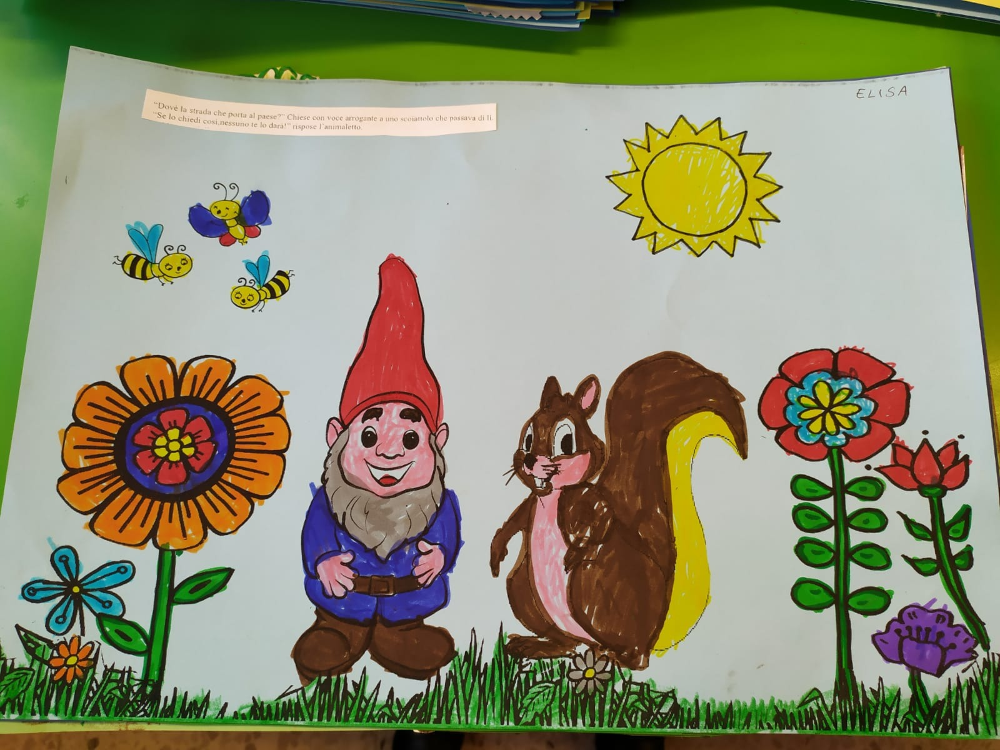 ELISA
“Dovè la strada che porta al paese?” Chiese con voce arrogante a uno scoiattolo che passava di lì.
“Se lo chiedi così,nessuno te lo darà!” rispose l`animaletto.